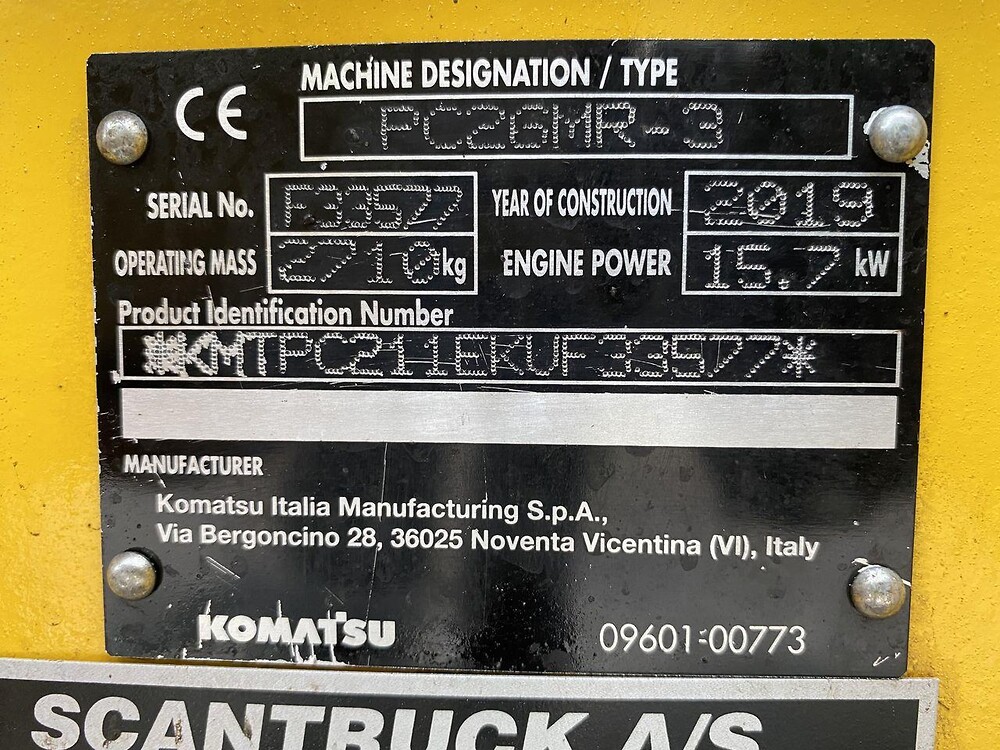 CE
MACHINE DESIGNATION / TYPE
PC26MR-3
SERIAL No. F33577 YEAR OF CONSTRUCTION 2019
OPERATING MASS 2710 kg ENGINE POWER 15.7 kW
Product Identification Number
*KMTPC211EKVF33577*
MANUFACTURER
Komatsu Italia Manufacturing S.p.A.,
Via Bergoncino 28, 36025 Noventa Vicentina (VI), Italy
KOMATSU 09601-00773
SCANTRUCK A/S